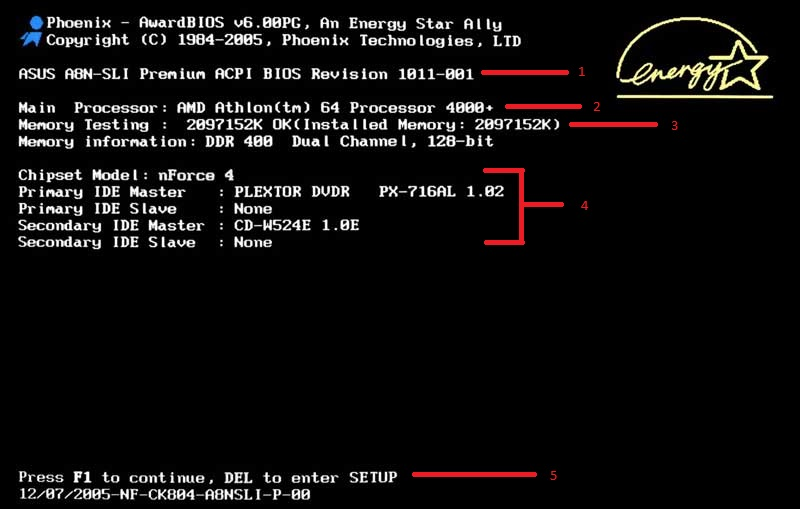 Phoenix - AwardBIOS v6.00PG, An Energy Star Ally
Copyright (C) 1984-2005, Phoenix Technologies, LTD
energy
ASUS A8N-SLI Premium ACPI BIOS Revision 1011-001 1
Main Processor: AMD Athlon(tm) 64 Processor 4000+ 2
Memory Testing : 2097152K OK(Installed Memory: 2097152K) 3
Memory information: DDR 400 Dual Channel, 128-bit
Chipset Model: nForce 4
Primary IDE Master : PLEXTOR DVDR PX-716AL 1.02
Primary IDE Slave : None 4
Secondary IDE Master : CD-W524E 1.0E
Secondary IDE Slave : None
Press F1 to continue, DEL to enter SETUP 5
12/07/2005-NF-CK804-A8NSLI-P-00